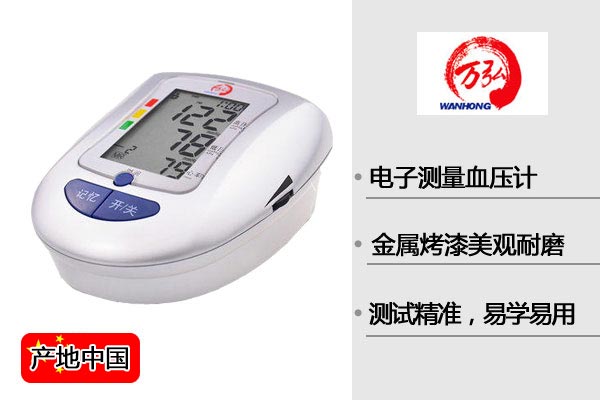 万弘
WANHONG
电子测量血压计
金属烤漆美观耐磨
测试精准，易学易用
122
78
79
记忆
开/关
产地中国